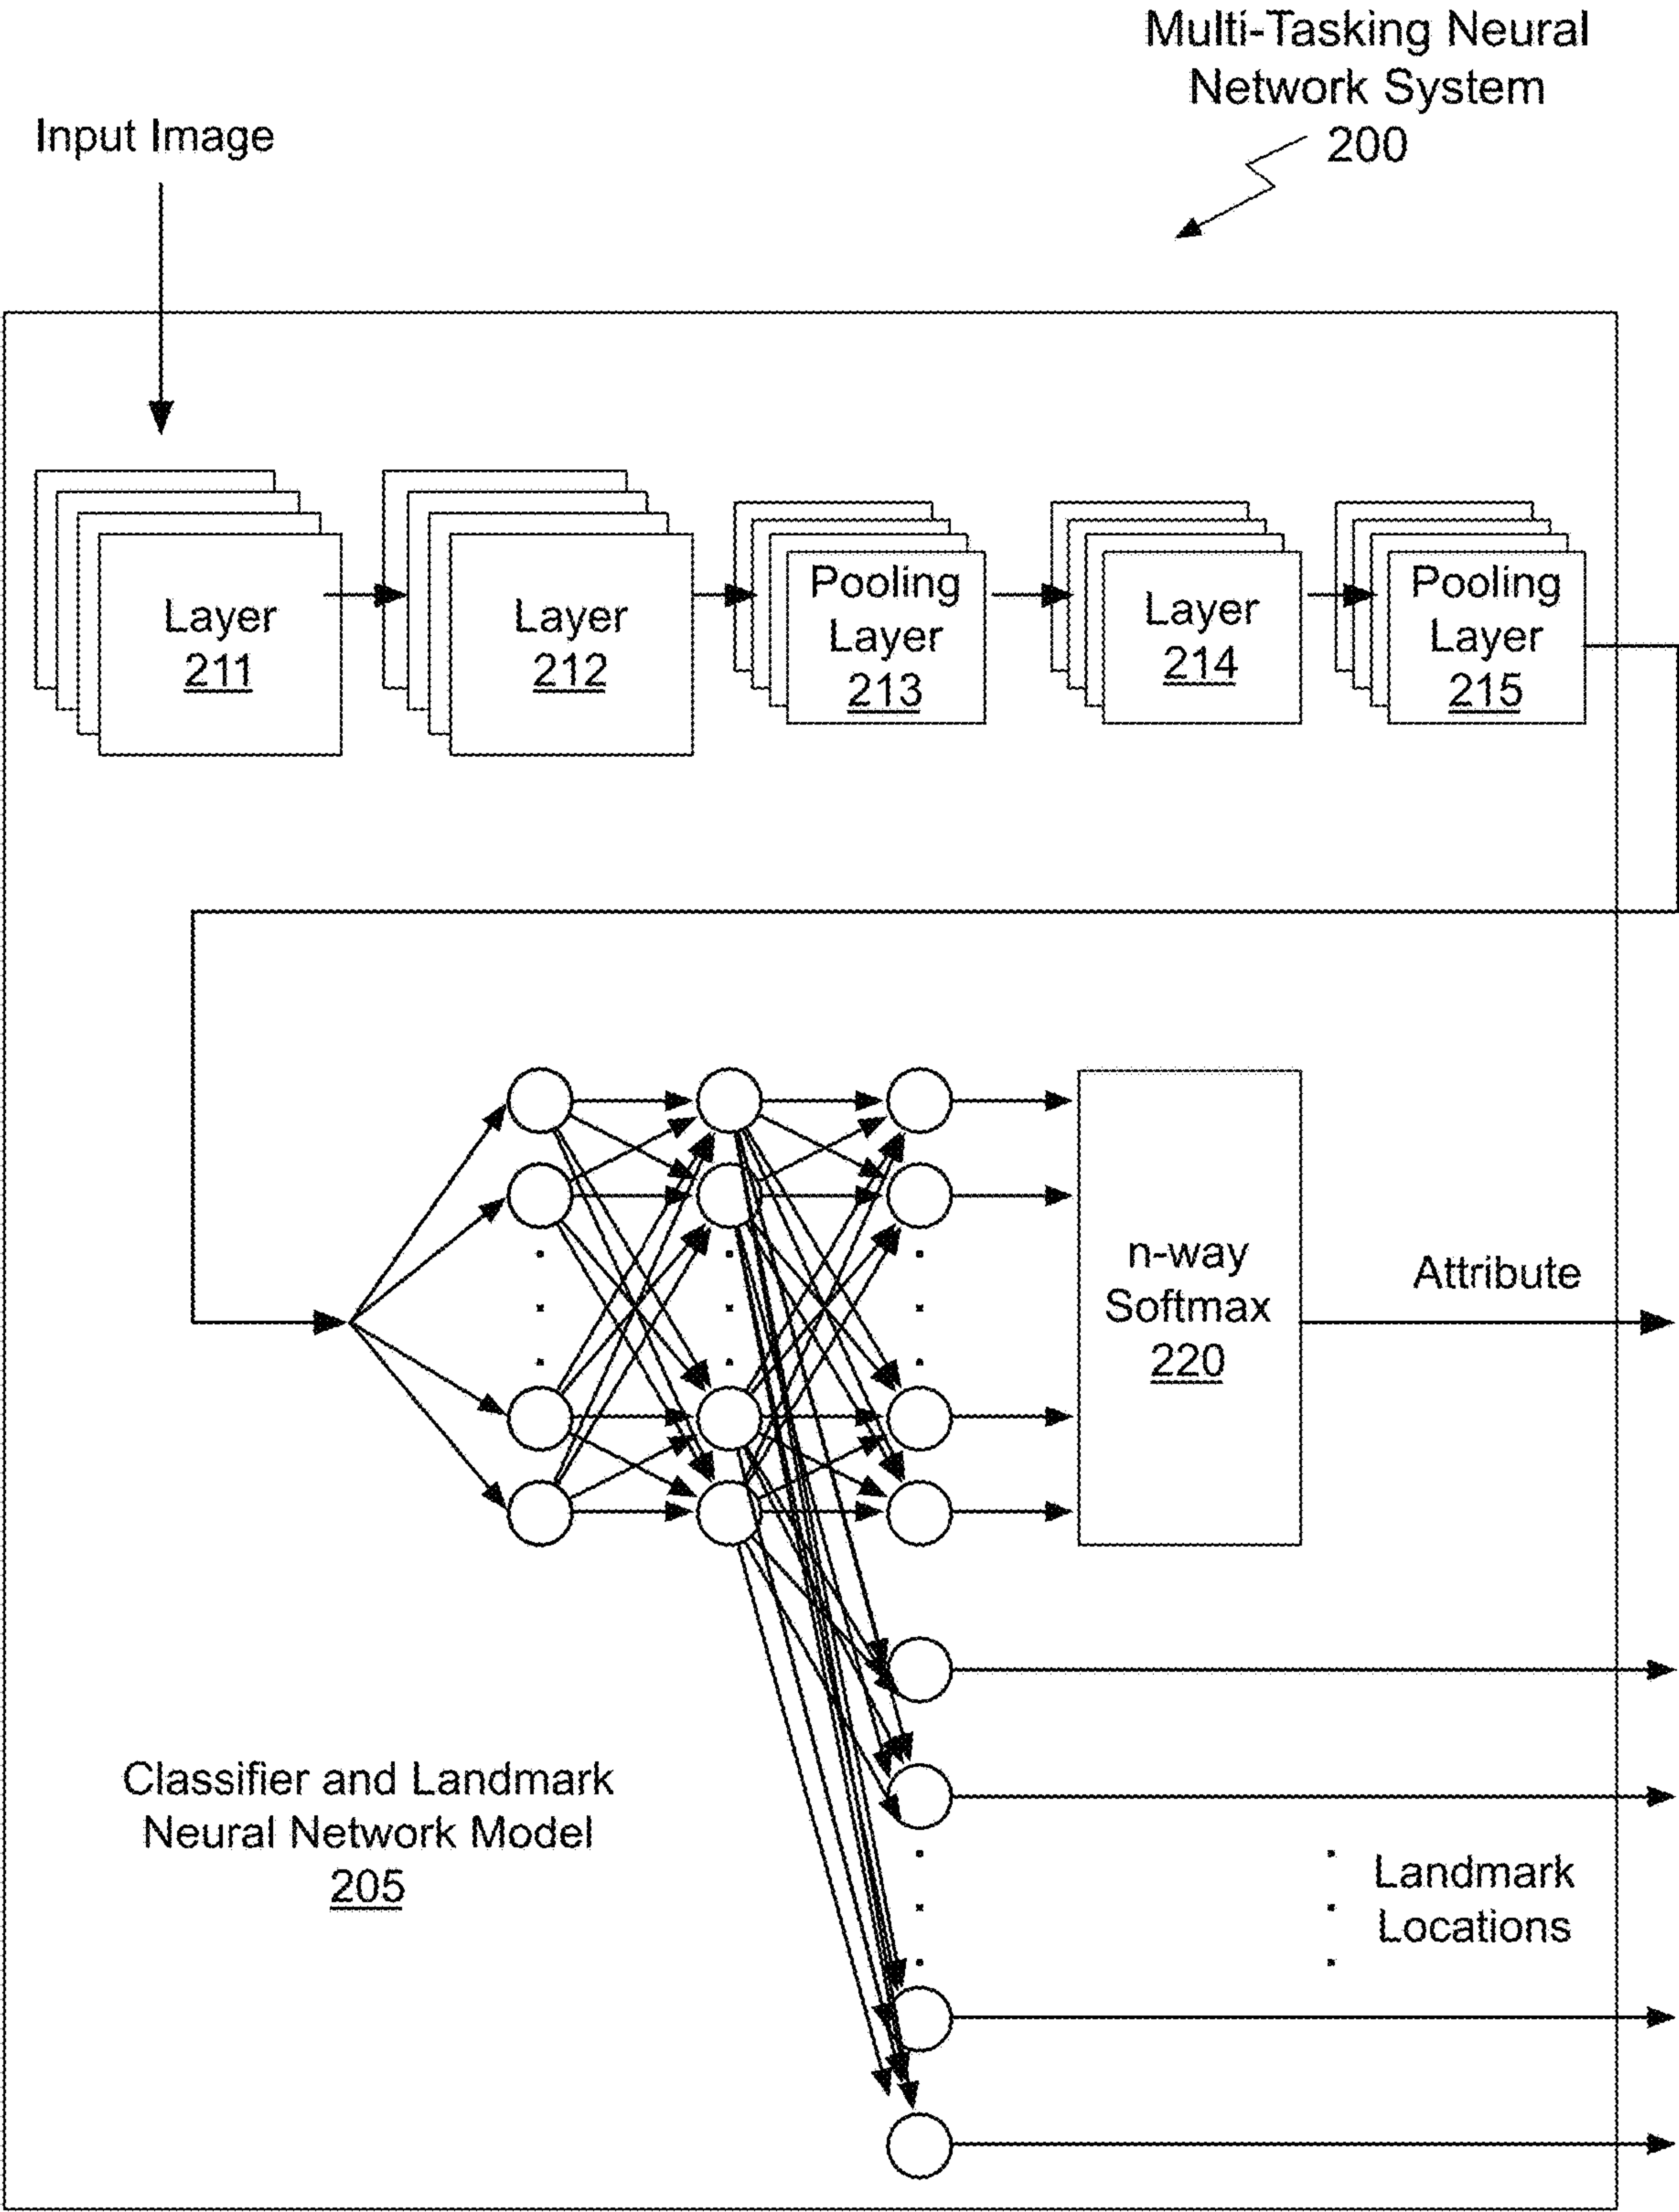 Multi-Tasking Neural
Network System
200
Input Image
Layer
211
Layer
212
Pooling
Layer
213
Layer
214
Pooling
Layer
215
n-way
Softmax
220
Attribute
Classifier and Landmark
Neural Network Model
205
Landmark
Locations